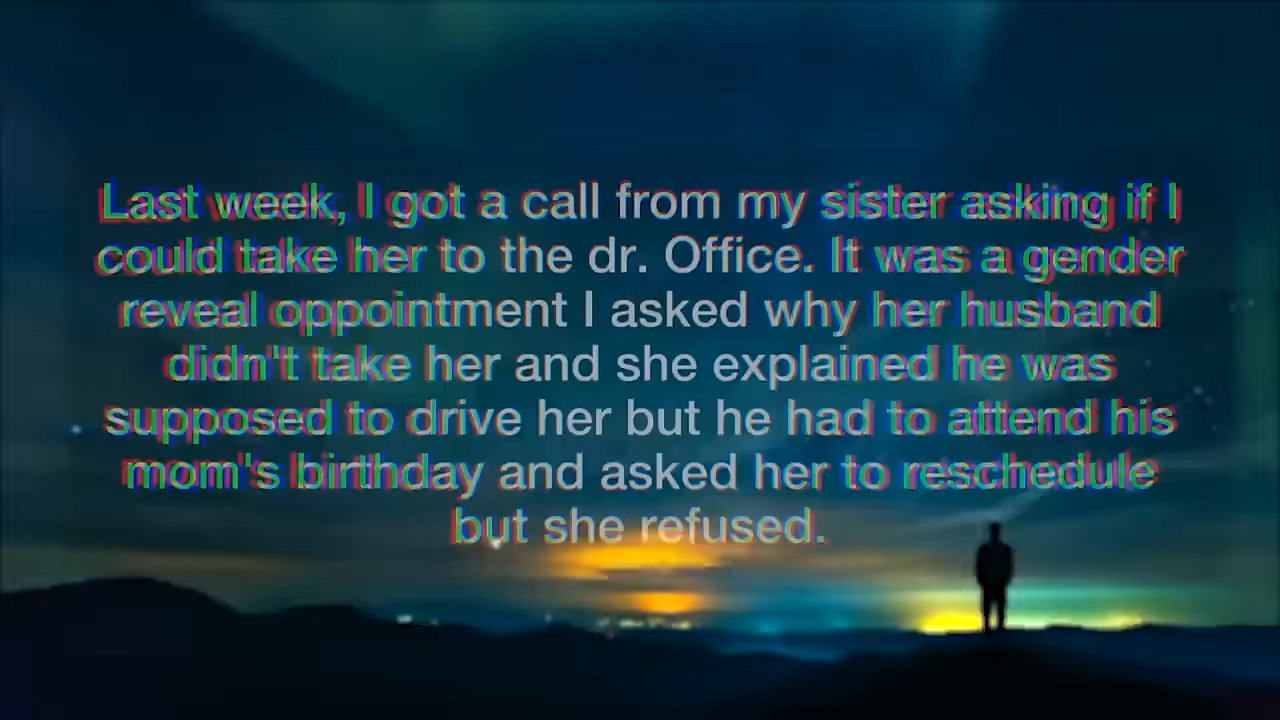 Last week, I got a call from my sister asking if I
could take her to the dr. Office. It was a gender
reveal oppointment I asked why her husband
didn't take her and she explained he was
supposed to drive her but he had to attend his
mom's birthday and asked her to reschedule
but she refused.